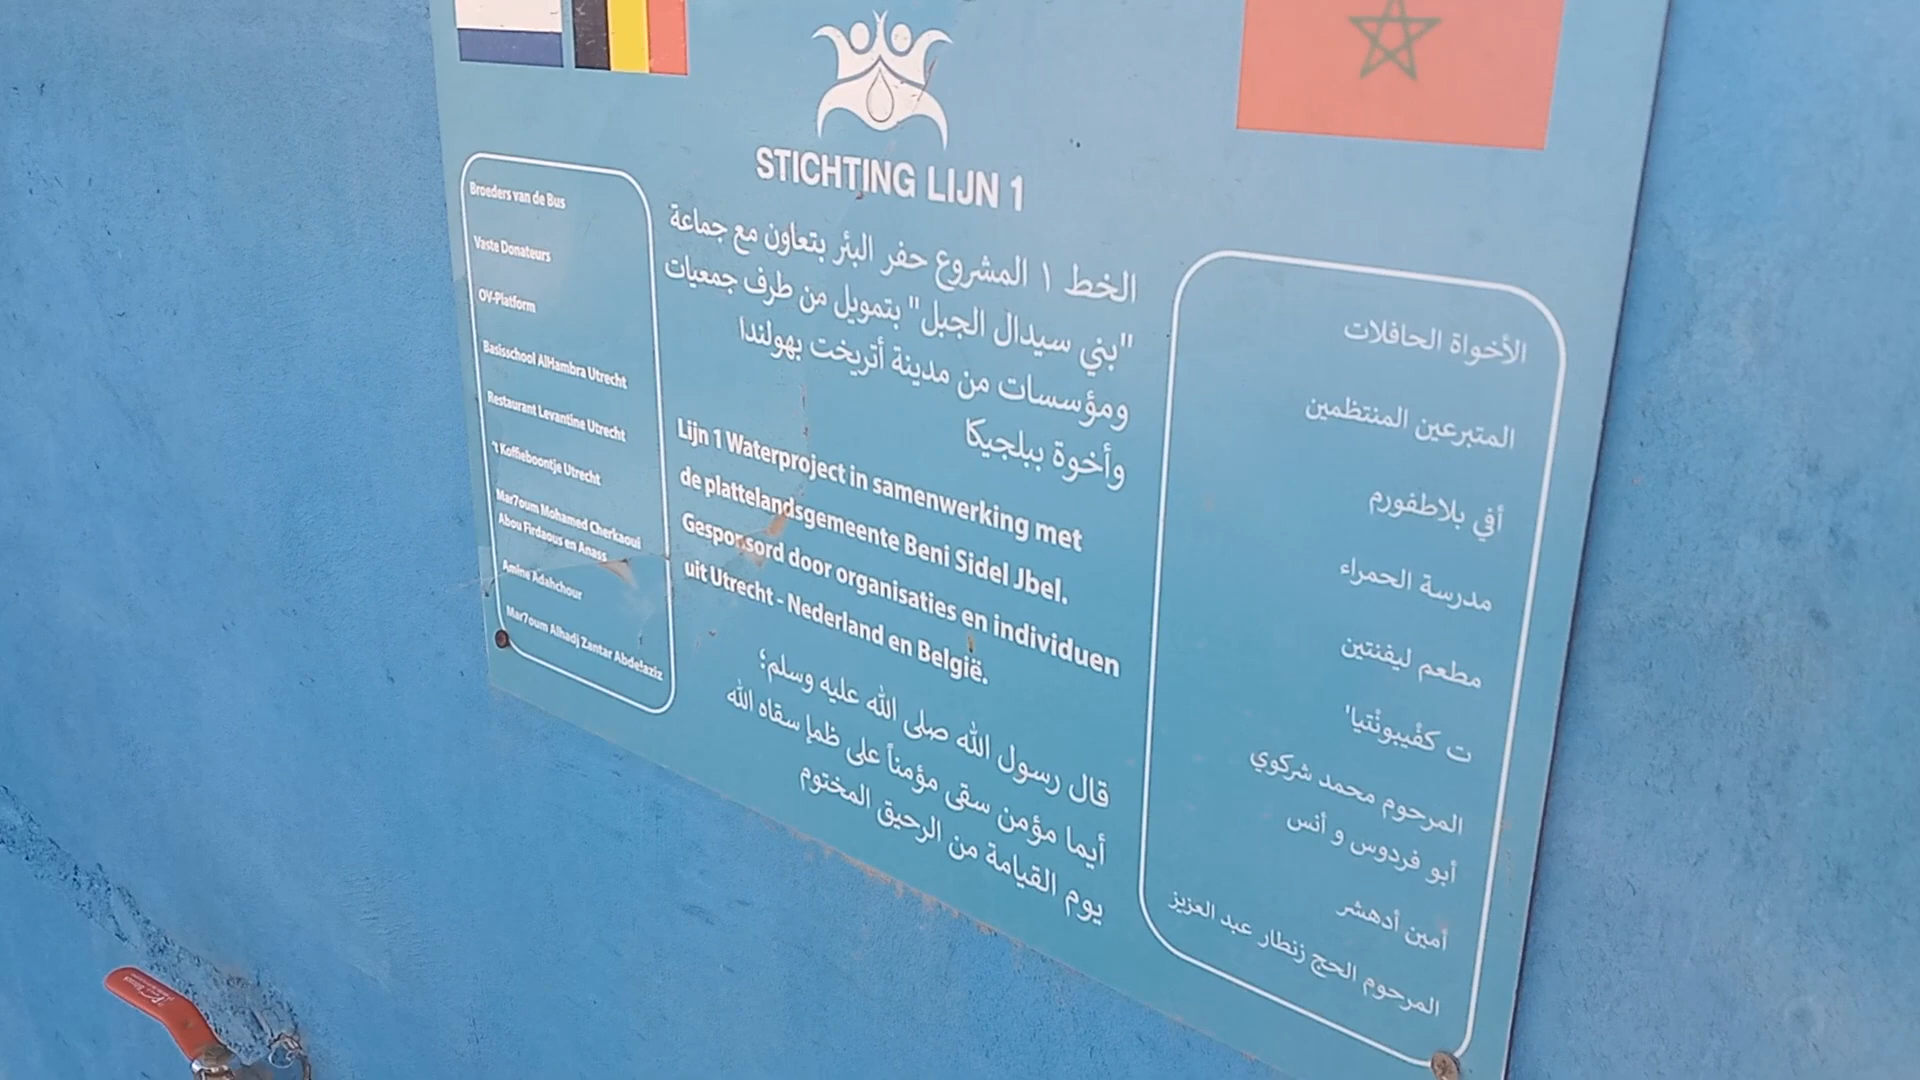 STICHTING LIJN 1
Broeders van de Bus
Vaste Donateurs
OV-Platform
Basisschool AlHambra Utrecht
Restaurant Levantine Utrecht
't Koffieboontje Utrecht
Mar7oum Mohamed Cherkaoui
Abou Firdaous en Anass
Amine Adahchour
Mar7oum Alhadj Zantar Abdelaziz
الخط ١ المشروع حفر البئر بتعاون مع جماعة
"بني سيدال الجبل" بتمويل من طرف جمعيات
ومؤسسات من مدينة أتريخت بهولندا
وأخوة ببلجيكا
Lijn 1 Waterproject in samenwerking met
de plattelandsgemeente Beni Sidel Jbel.
Gesponsord door organisaties en individuen
uit Utrecht - Nederland en België.
قال رسول الله صلى الله عليه وسلم؛
أيما مؤمن سقى مؤمناً على ظمإ سقاه الله
يوم القيامة من الرحيق المختوم
الأخواة الحافلات
المتبرعين المنتظمين
أفي بلاطفورم
مدرسة الحمراء
مطعم ليفنتين
ت كفْيبونْتيا'
المرحوم محمد شركوي
أبو فردوس و أنس
أمين أدهشر
المرحوم الحج زنطار عبد العزيز